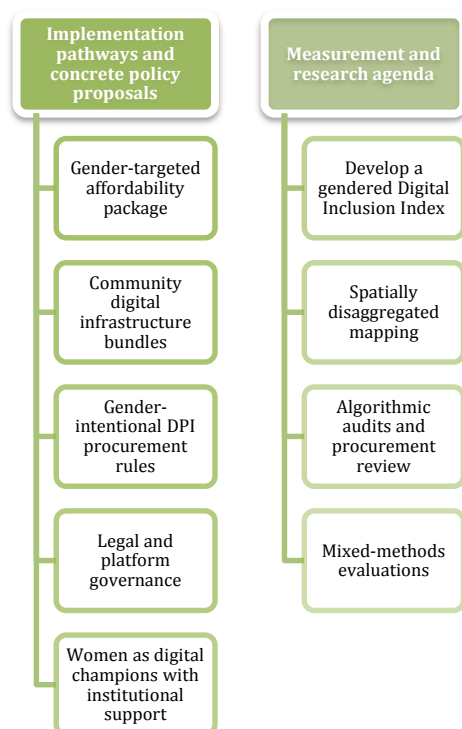 Implementation
pathways and
concrete policy
proposals
Gender-targeted
affordability
package
Community
digital
infrastructure
bundles
Gender-
intentional DPI
procurement
rules
Legal and
platform
governance
Women as digital
champions with
institutional
support
Measurement and
research agenda
Develop a
gendered Digital
Inclusion Index
Spatially
disaggregated
mapping
Algorithmic
audits and
procurement
review
Mixed-methods
evaluations